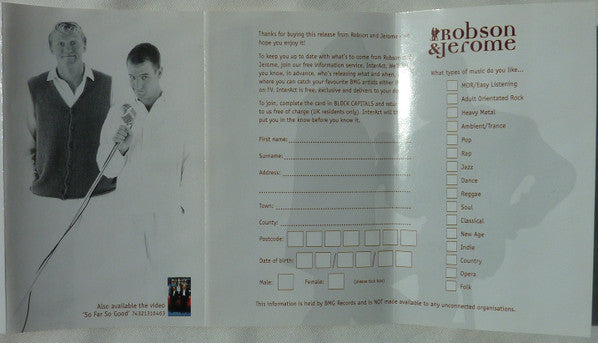 Also available the video
'So Far So Good' 74321310463
Thanks for buying this release from Robson and Jerome
hope you enjoy it!
To keep you up to date with what's to come from Robson
Jerome, join our free information service, InterAct. We'll
you know, in advance, who's releasing what and when,
where you can catch your favourite BMG artists either
on TV. InterAct is free, exclusive and delivers to your
To join, complete the card in BLOCK CAPITALS and return
to us free of charge (UK residents only). InterAct will
put you in the know before you know it.
First name:
Surname:
Address:
Town:
County:
Postcode:
Date of birth: / /
Male: Female: (please tick box)
This information is held by BMG Records and is NOT made available to any unconnected organisations.
Robson
&Jerome
What types of music do you like...
MOR/Easy Listening
Adult Orientated Rock
Heavy Metal
Ambient/Trance
Pop
Rap
Jazz
Dance
Reggae
Soul
Classical
New Age
Indie
Country
Opera
Folk